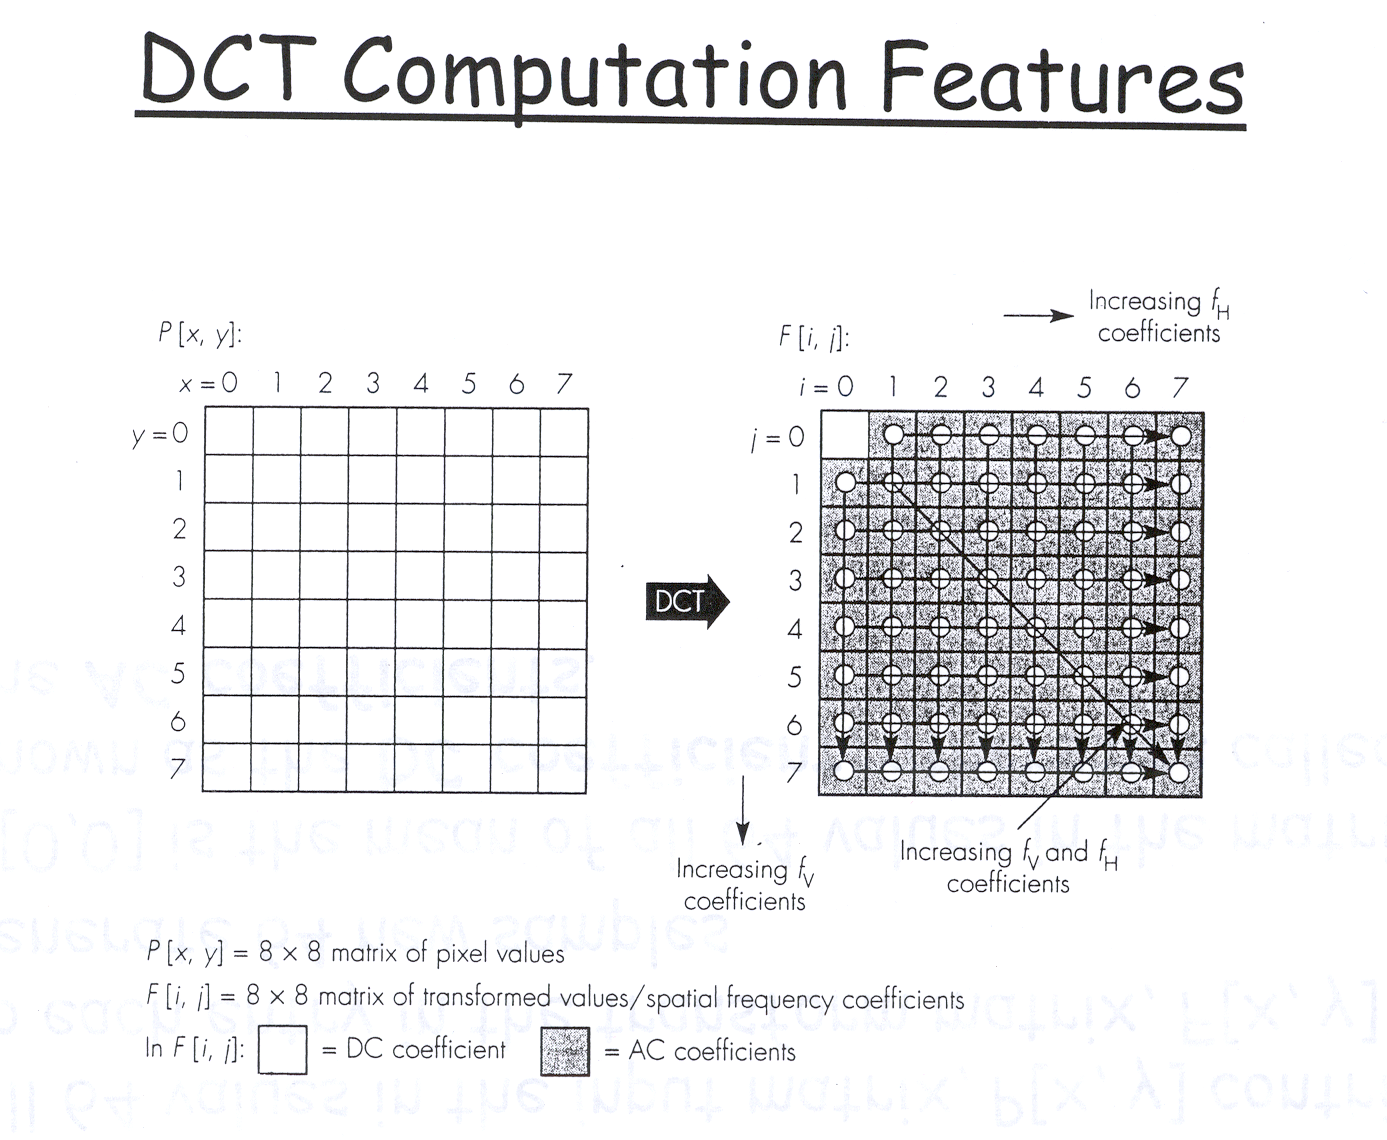 DCT Computation Features
P[x, y]:
x = 0 1 2 3 4 5 6 7
y = 0
1
2
3
4
5
6
7
DCT
Increasing fH
coefficients
F[i, j]:
i = 0 1 2 3 4 5 6 7
j = 0
1
2
3
4
5
6
7
Increasing fV
coefficients
Increasing fV and fH
coefficients
P[x, y] = 8 × 8 matrix of pixel values
F[i, j] = 8 × 8 matrix of transformed values/spatial frequency coefficients
In F[i, j]: = DC coefficient = AC coefficients